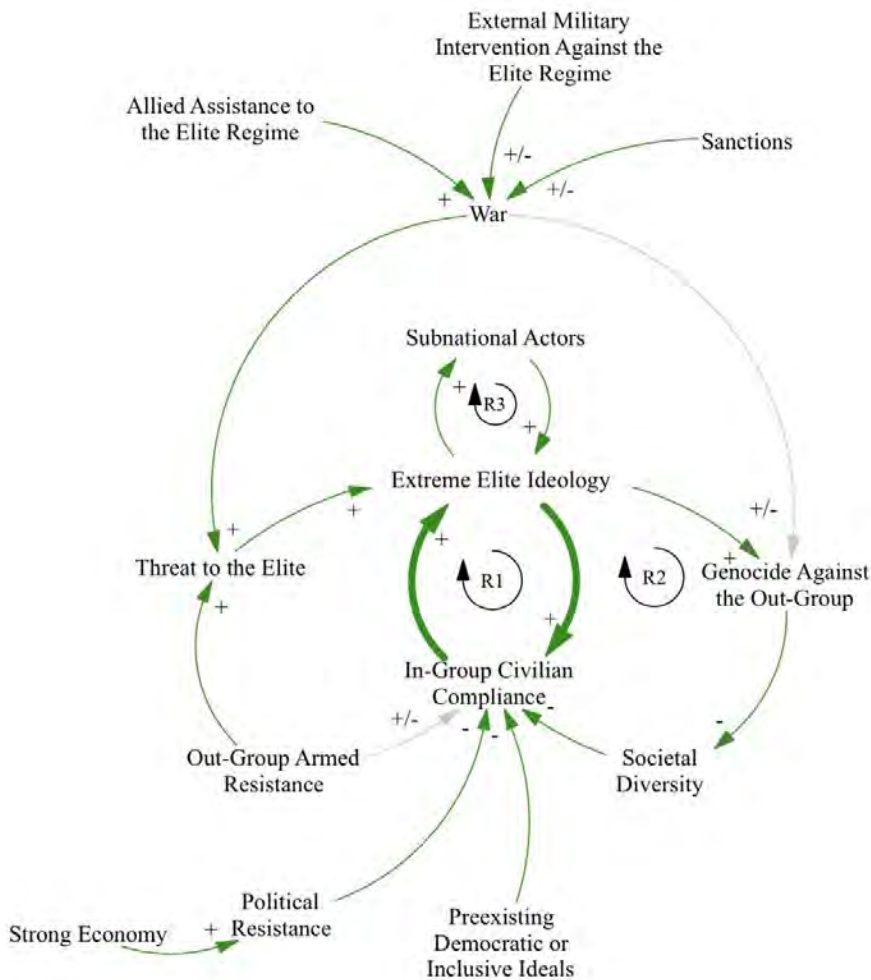 External Military
Intervention Against the
Elite Regime
Allied Assistance to
the Elite Regime
+/-
Sanctions
+
+/-
War
Subnational Actors
+
R3
+
Extreme Elite Ideology
+
+
+
+/-
+
Threat to the Elite
+
R1
R2
Genocide Against
the Out-Group
+
In-Group Civilian
Compliance
-
+/-
-
-
-
Out-Group Armed
Resistance
Societal
Diversity
Political
Resistance
+
Strong Economy
Preexisting
Democratic or
Inclusive Ideals